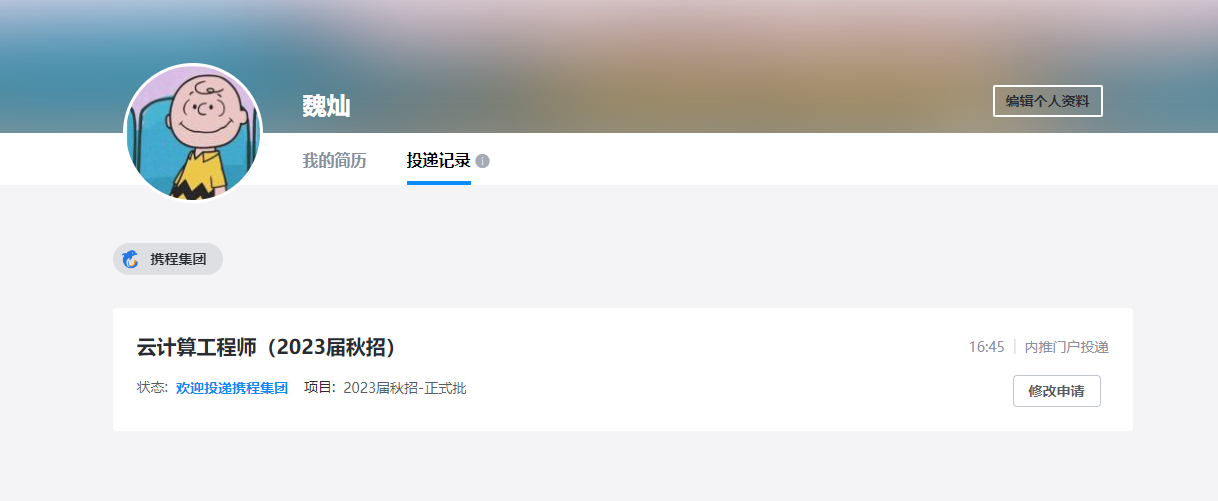 魏灿
编辑个人资料
我的简历 投递记录
携程集团
云计算工程师（2023届秋招）
16:45 内推门户投递
状态: 欢迎投递携程集团 项目: 2023届秋招-正式批
修改申请